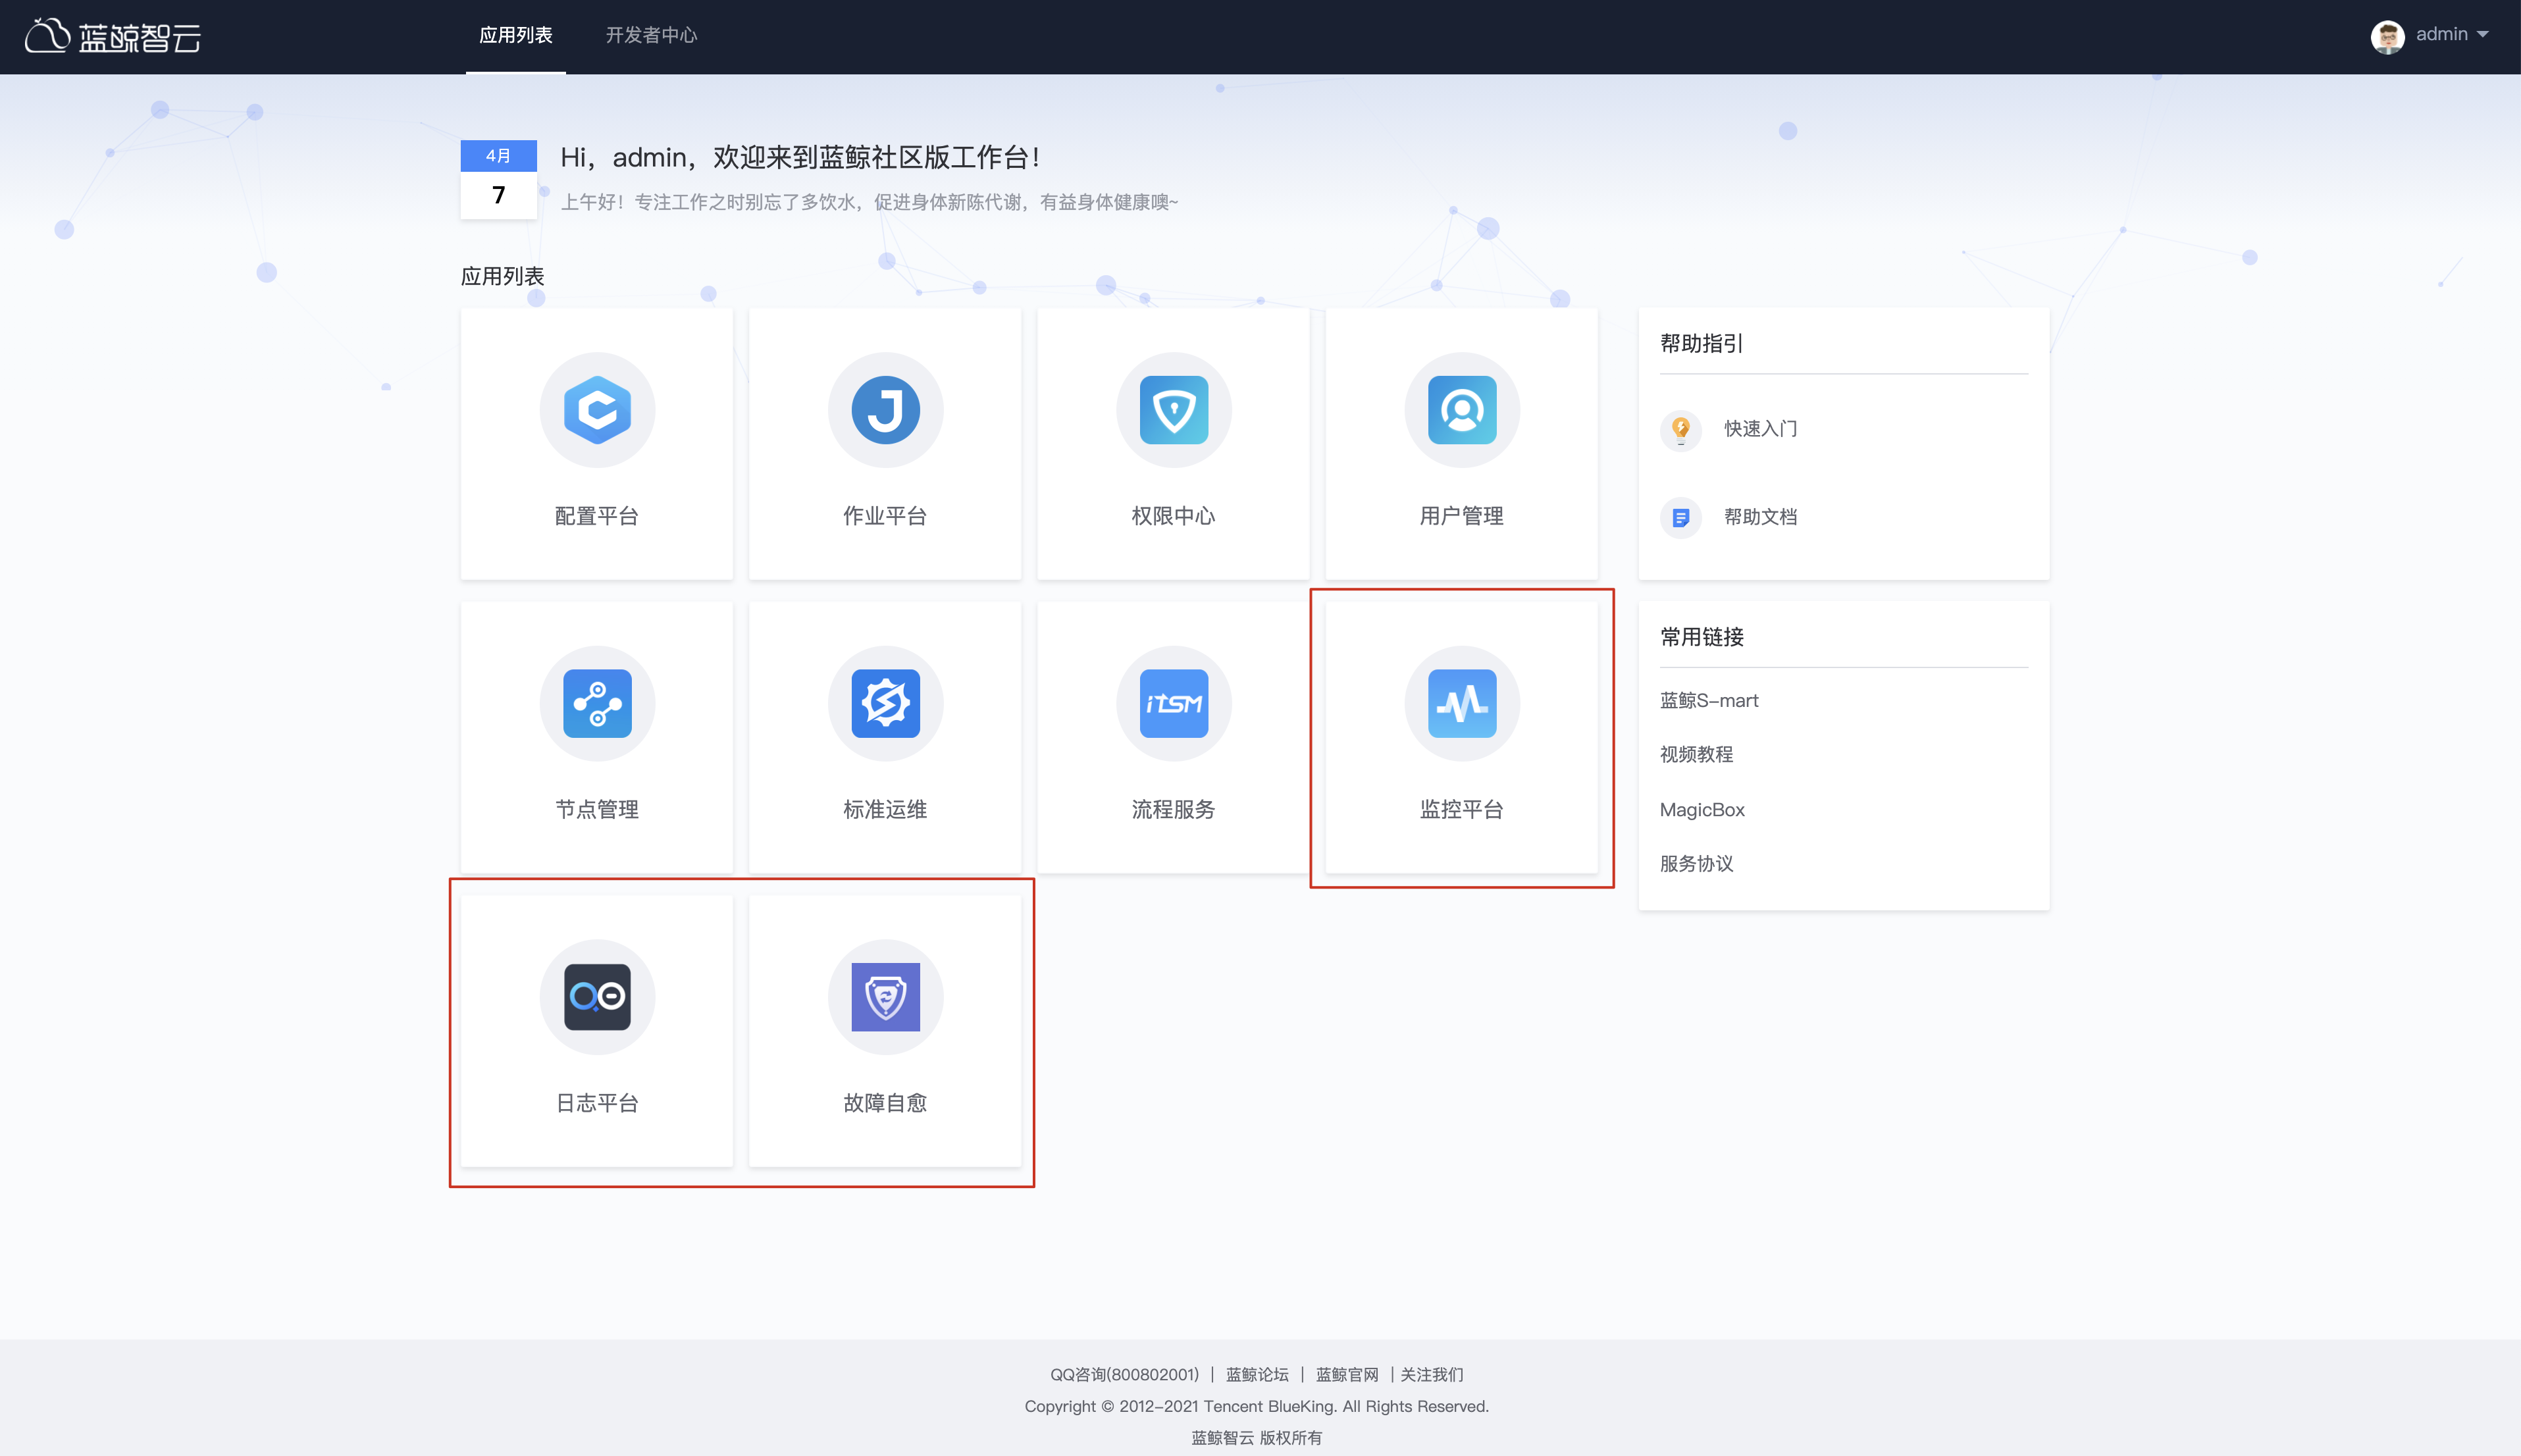 蓝鲸智云
应用列表
开发者中心
admin
4月
7
Hi，admin，欢迎来到蓝鲸社区版工作台！
上午好！专注工作之时别忘了多饮水，促进身体新陈代谢，有益身体健康噢~
应用列表
C
J
配置平台
作业平台
权限中心
用户管理
iTSM
节点管理
标准运维
流程服务
监控平台
日志平台
故障自愈
帮助指引
快速入门
帮助文档
常用链接
蓝鲸S-mart
视频教程
MagicBox
服务协议
QQ咨询(800802001) | 蓝鲸论坛 | 蓝鲸官网 | 关注我们
Copyright © 2012-2021 Tencent BlueKing. All Rights Reserved.
蓝鲸智云 版权所有